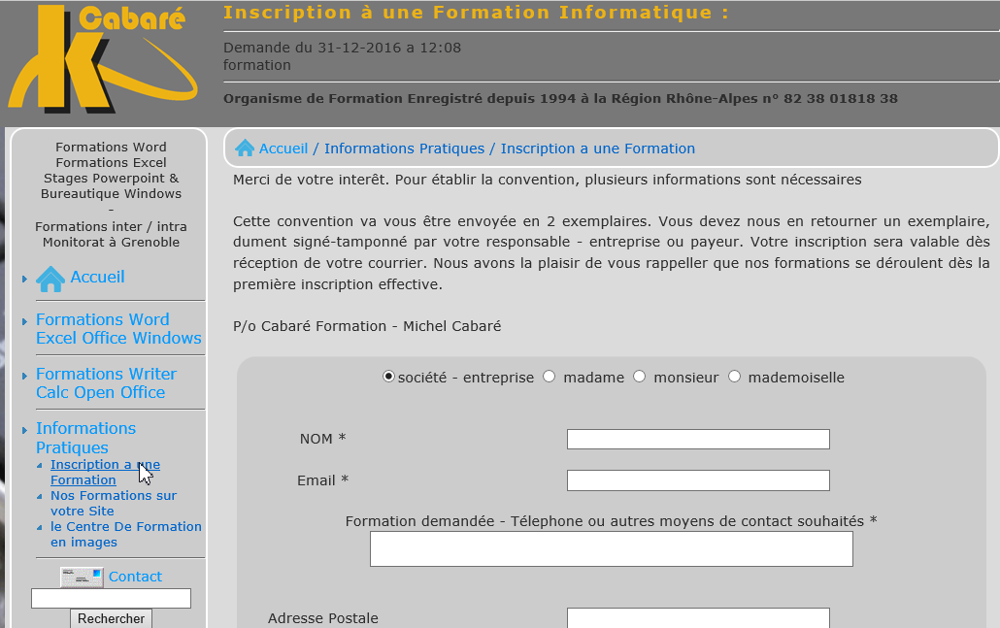 Cabaré
Inscription à une Formation Informatique :
Demande du 31-12-2016 a 12:08
formation
Organisme de Formation Enregistré depuis 1994 à la Région Rhône-Alpes n° 82 38 01818 38
Formations Word
Formations Excel
Stages Powerpoint &
Bureautique Windows
-
Formations inter / intra
Monitorat à Grenoble
Accueil
Formations Word
Excel Office Windows
Formations Writer
Calc Open Office
Informations
Pratiques
Inscription a une
Formation
Nos Formations sur
votre Site
le Centre De Formation
en images
Contact
Rechercher
Accueil / Informations Pratiques / Inscription a une Formation
Merci de votre interêt. Pour établir la convention, plusieurs informations sont nécessaires
Cette convention va vous être envoyée en 2 exemplaires. Vous devez nous en retourner un exemplaire,
dument signé-tamponné par votre responsable - entreprise ou payeur. Votre inscription sera valable dès
réception de votre courrier. Nous avons la plaisir de vous rappeller que nos formations se déroulent dès la
première inscription effective.
P/o Cabaré Formation - Michel Cabaré
société - entreprise madame monsieur mademoiselle
NOM *
Email *
Formation demandée - Télephone ou autres moyens de contact souhaités *
Adresse Postale